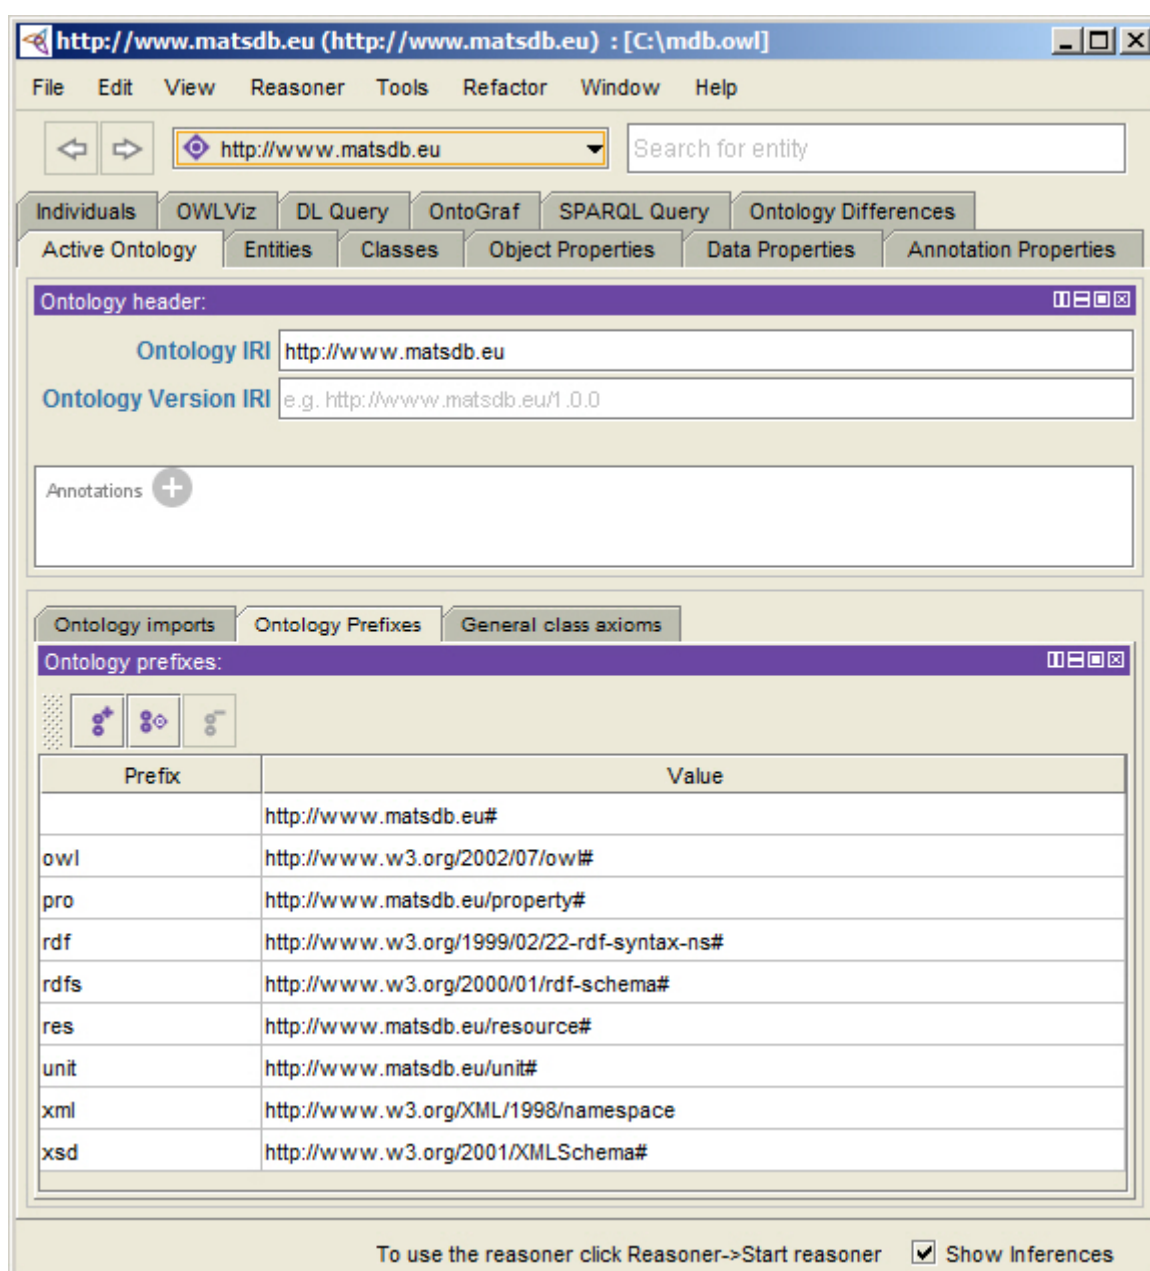 http://www.matsdb.eu (http://www.matsdb.eu) : [C:\mdb.owl]
File Edit View Reasoner Tools Refactor Window Help
http://www.matsdb.eu Search for entity
Individuals OWLViz DL Query OntoGraf SPARQL Query Ontology Differences
Active Ontology Entities Classes Object Properties Data Properties Annotation Properties
Ontology header:
Ontology IRI http://www.matsdb.eu
Ontology Version IRI e.g. http://www.matsdb.eu/1.0.0
Annotations
Ontology imports Ontology Prefixes General class axioms
Ontology prefixes:
Prefix Value
http://www.matsdb.eu#
owl http://www.w3.org/2002/07/owl#
pro http://www.matsdb.eu/property#
rdf http://www.w3.org/1999/02/22-rdf-syntax-ns#
rdfs http://www.w3.org/2000/01/rdf-schema#
res http://www.matsdb.eu/resource#
unit http://www.matsdb.eu/unit#
xml http://www.w3.org/XML/1998/namespace
xsd http://www.w3.org/2001/XMLSchema#
To use the reasoner click Reasoner->Start reasoner Show Inferences